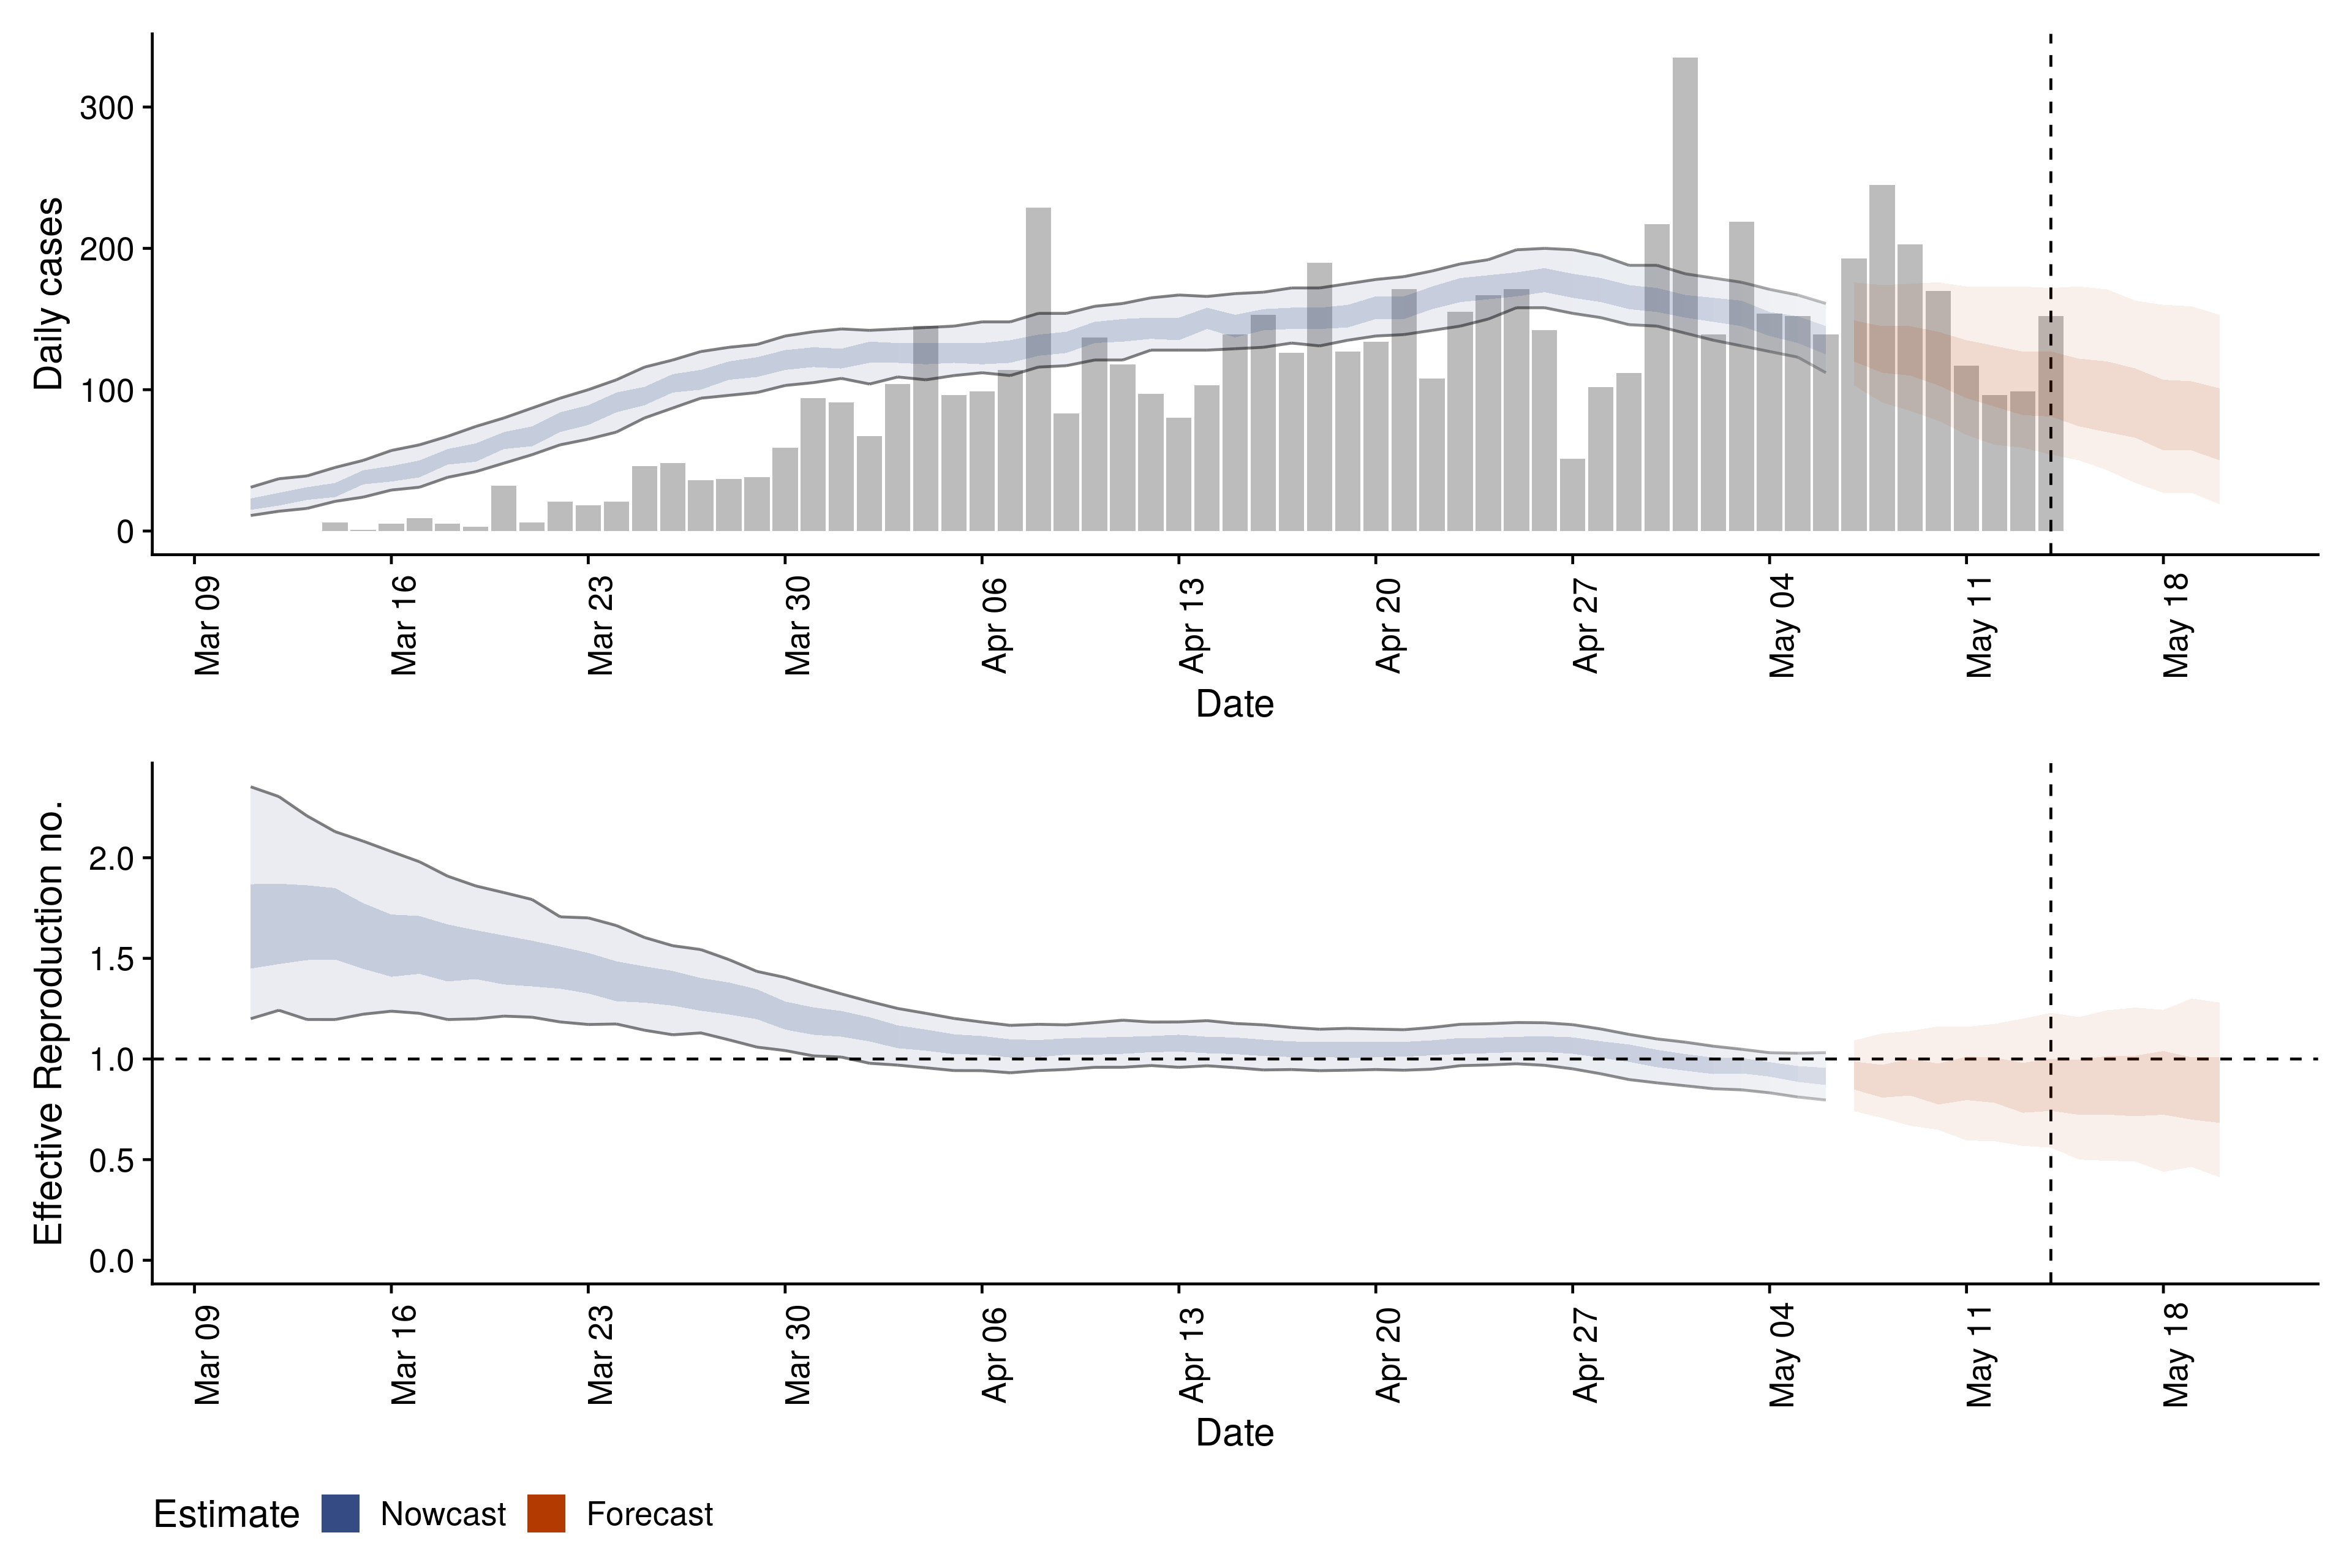 Daily cases
300
200
100
0
Mar 09
Mar 16
Mar 23
Mar 30
Apr 06
Apr 13
Apr 20
Apr 27
May 04
May 11
May 18
Date
Effective Reproduction no.
2.0
1.5
1.0
0.5
0.0
Mar 09
Mar 16
Mar 23
Mar 30
Apr 06
Apr 13
Apr 20
Apr 27
May 04
May 11
May 18
Date
Estimate Nowcast Forecast